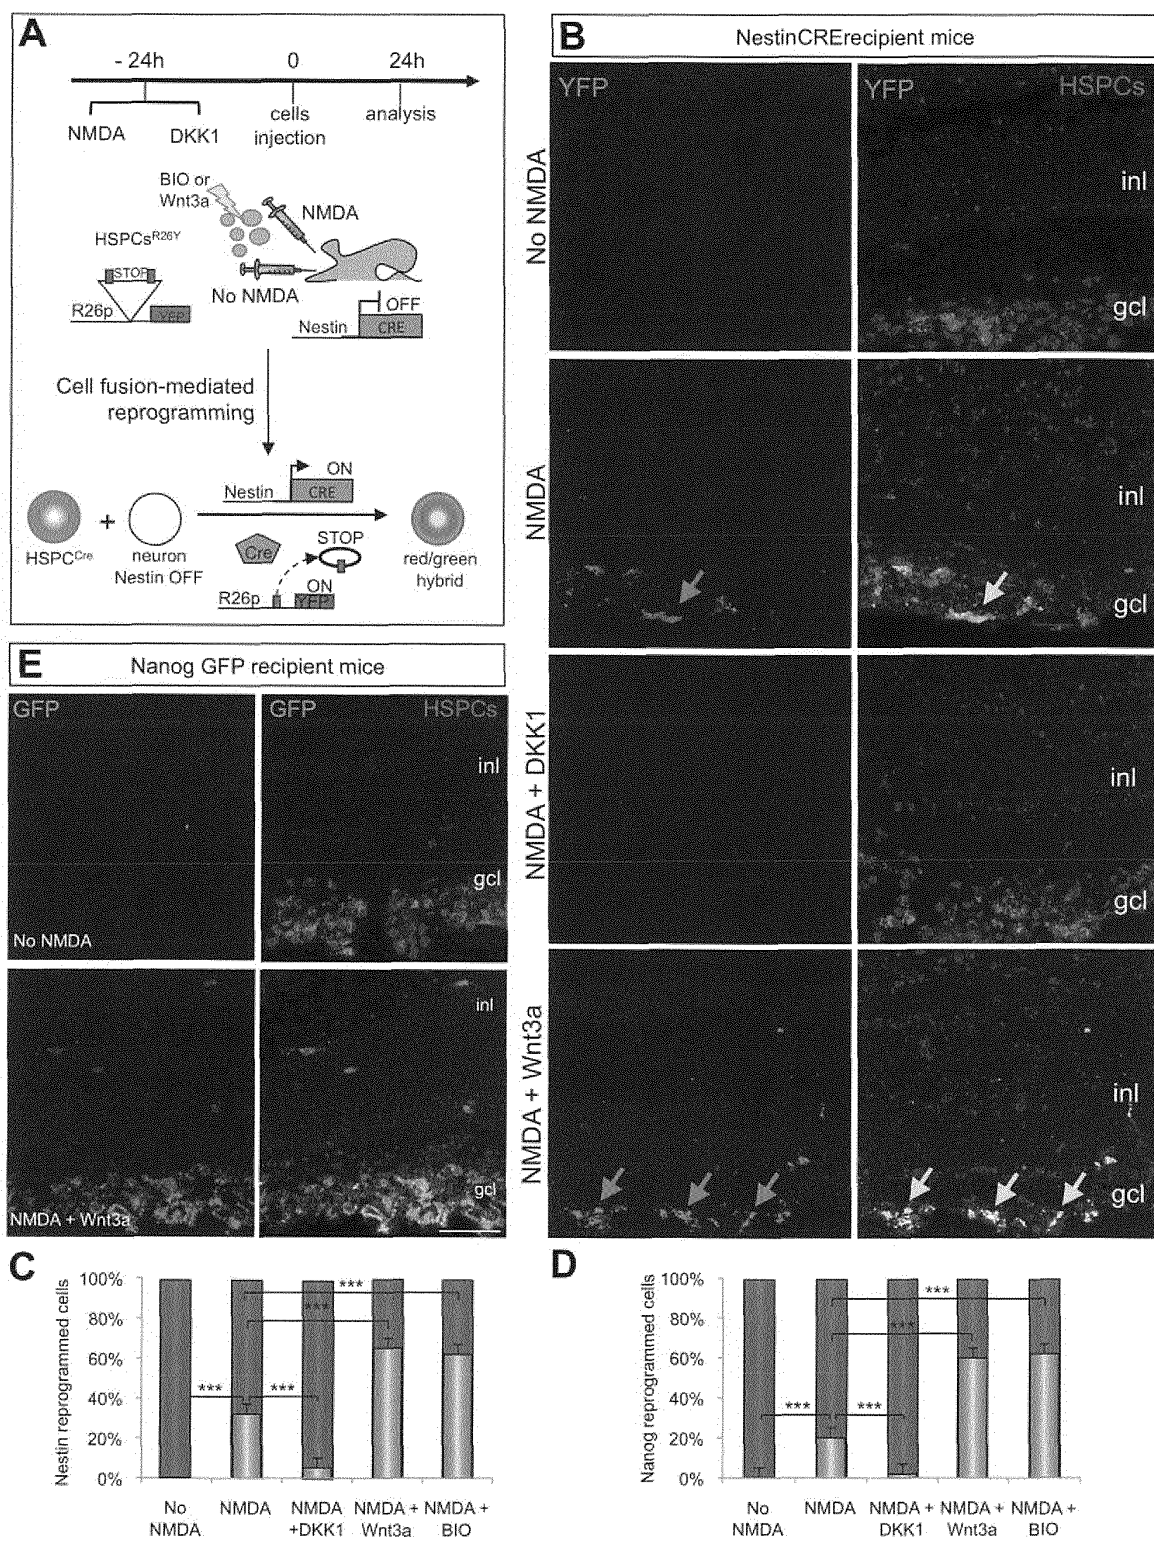 A
- 24h 0 24h
NMDA DKK1 cells injection analysis
BIO or
Wnt3a
NMDA
HSPCsR26Y
STOP
No NMDA
R26p YFP
OFF
Nestin CRE
Cell fusion-mediated
reprogramming
ON
Nestin CRE
+
HSPCCre
neuron
Nestin OFF
Cre
STOP
ON
R26p YFP
red/green
hybrid
B
NestinCRErecipient mice
YFP YFP HSPCs
No NMDA
inl
gcl
NMDA
inl
gcl
NMDA + DKK1
inl
gcl
NMDA + Wnt3a
inl
gcl
E
Nanog GFP recipient mice
GFP GFP HSPCs
inl
gcl
No NMDA
inl
gcl
NMDA + Wnt3a
C
Nestin reprogrammed cells
100%
80%
60%
40%
20%
0%
***
***
*** ***
No NMDA
NMDA
NMDA +DKK1
NMDA + Wnt3a
NMDA + BIO
D
Nanog reprogrammed cells
100%
80%
60%
40%
20%
0%
***
***
*** ***
No NMDA
NMDA
NMDA + DKK1
NMDA + Wnt3a
NMDA + BIO